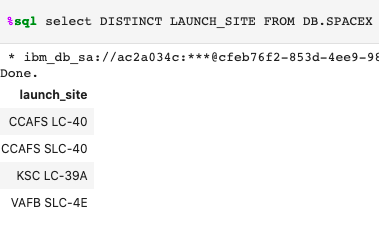 %sql select DISTINCT LAUNCH_SITE FROM DB.SPACEX
* ibm_db_sa://ac2a034c:***@cfeb76f2-853d-4ee9-98
Done.
launch_site
CCAFS LC-40
CCAFS SLC-40
KSC LC-39A
VAFB SLC-4E